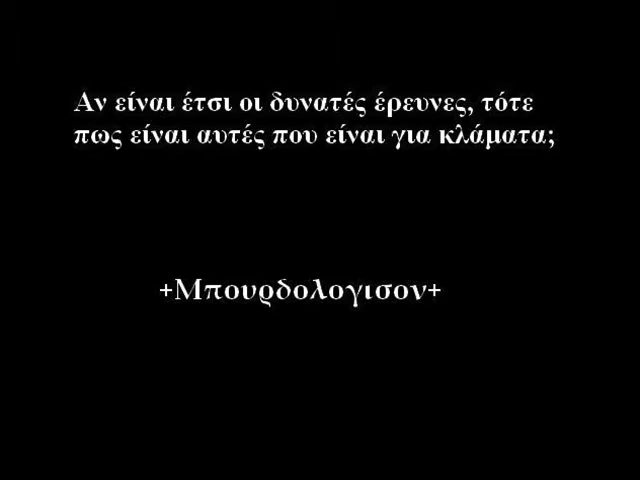 Αν είναι έτσι οι δυνατές έρευνες, τότε
πως είναι αυτές που είναι για κλάματα;
+Μπουρδολογισον+